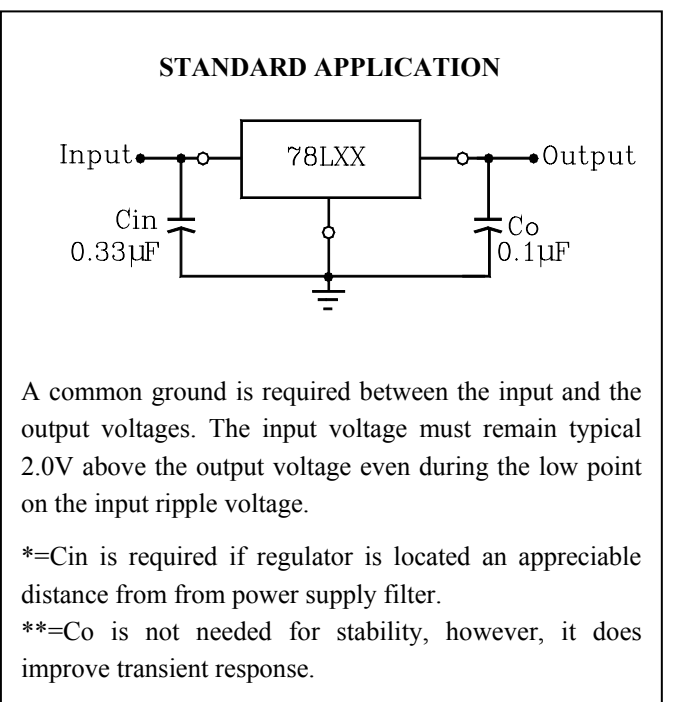 STANDARD APPLICATION
Input
78LXX
Output
Cin
0.33µF
Co
0.1µF
A common ground is required between the input and the
output voltages. The input voltage must remain typical
2.0V above the output voltage even during the low point
on the input ripple voltage.
*=Cin is required if regulator is located an appreciable
distance from from power supply filter.
**=Co is not needed for stability, however, it does
improve transient response.